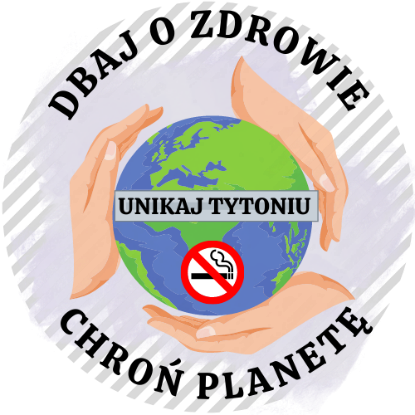 DBAJ O ZDROWIE
UNIKAJ TYTONIU
CHROŃ PLANETĘ